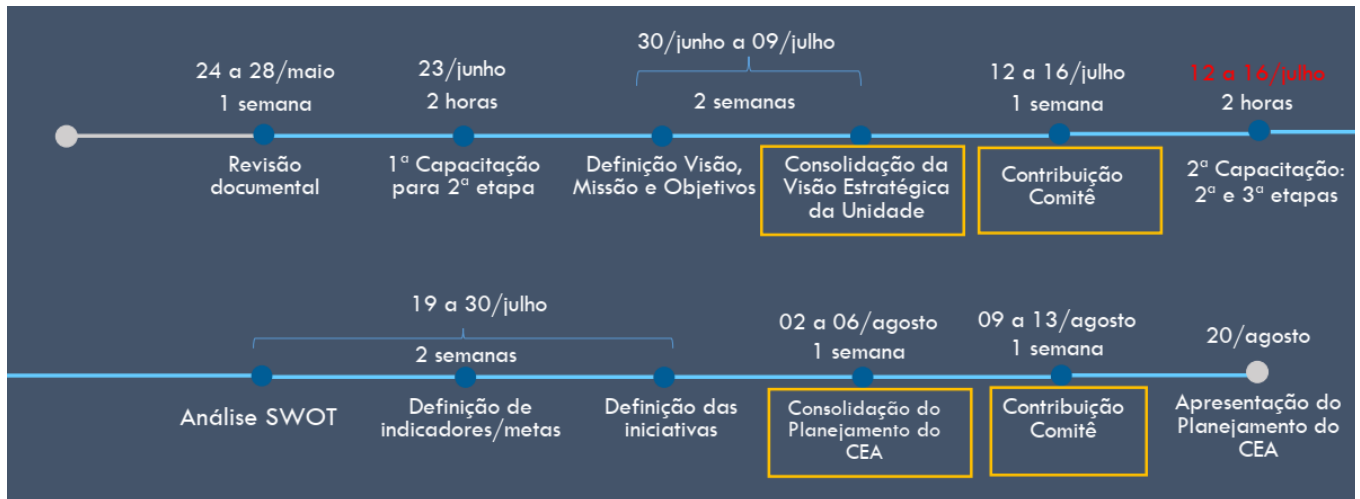 30/junho a 09/julho
24 a 28/maio
23/junho
12 a 16/julho
12 a 16/julho
1 semana
2 horas
2 semanas
1 semana
2 horas
Revisão
documental
1ª Capacitação
para 2ª etapa
Definição Visão,
Missão e Objetivos
Consolidação da
Visão Estratégica
da Unidade
Contribuição
Comitê
2ª Capacitação:
2ª e 3ª etapas
19 a 30/julho
02 a 06/agosto
09 a 13/agosto
20/agosto
2 semanas
1 semana
1 semana
Análise SWOT
Definição de
indicadores/metas
Definição das
iniciativas
Consolidação do
Planejamento do
CEA
Contribuição
Comitê
Apresentação do
Planejamento do
CEA